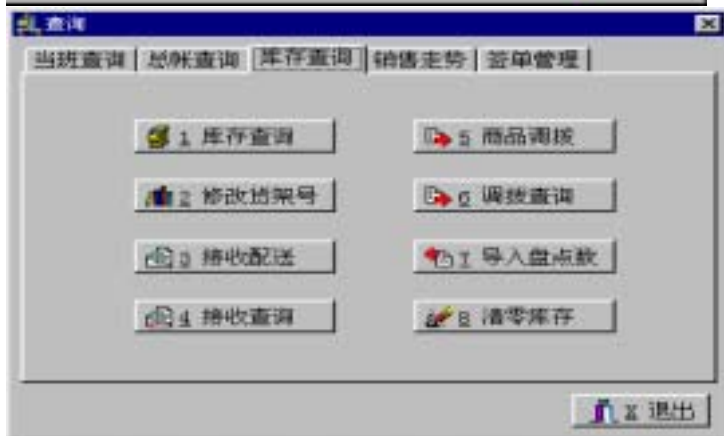 查询
当班查询 总帐查询 库存查询 销售走势 签单管理
1 库存查询 5 商品调拨
2 修改货架号 6 调拨查询
3 接收配送 7 导入盘点数
4 接收查询 8 清零库存
X 退出